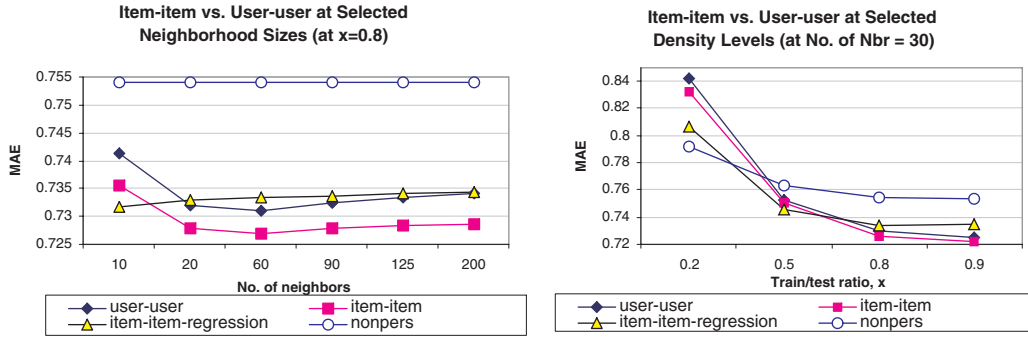 Item-item vs. User-user at Selected
Neighborhood Sizes (at x=0.8)
0.755
0.75
0.745
0.74
0.735
0.73
0.725
MAE
10 20 60 90 125 200
No. of neighbors
user-user item-item
item-item-regression nonpers
Item-item vs. User-user at Selected
Density Levels (at No. of Nbr = 30)
0.84
0.82
0.8
0.78
0.76
0.74
0.72
MAE
0.2 0.5 0.8 0.9
Train/test ratio, x
user-user item-item
item-item-regression nonpers